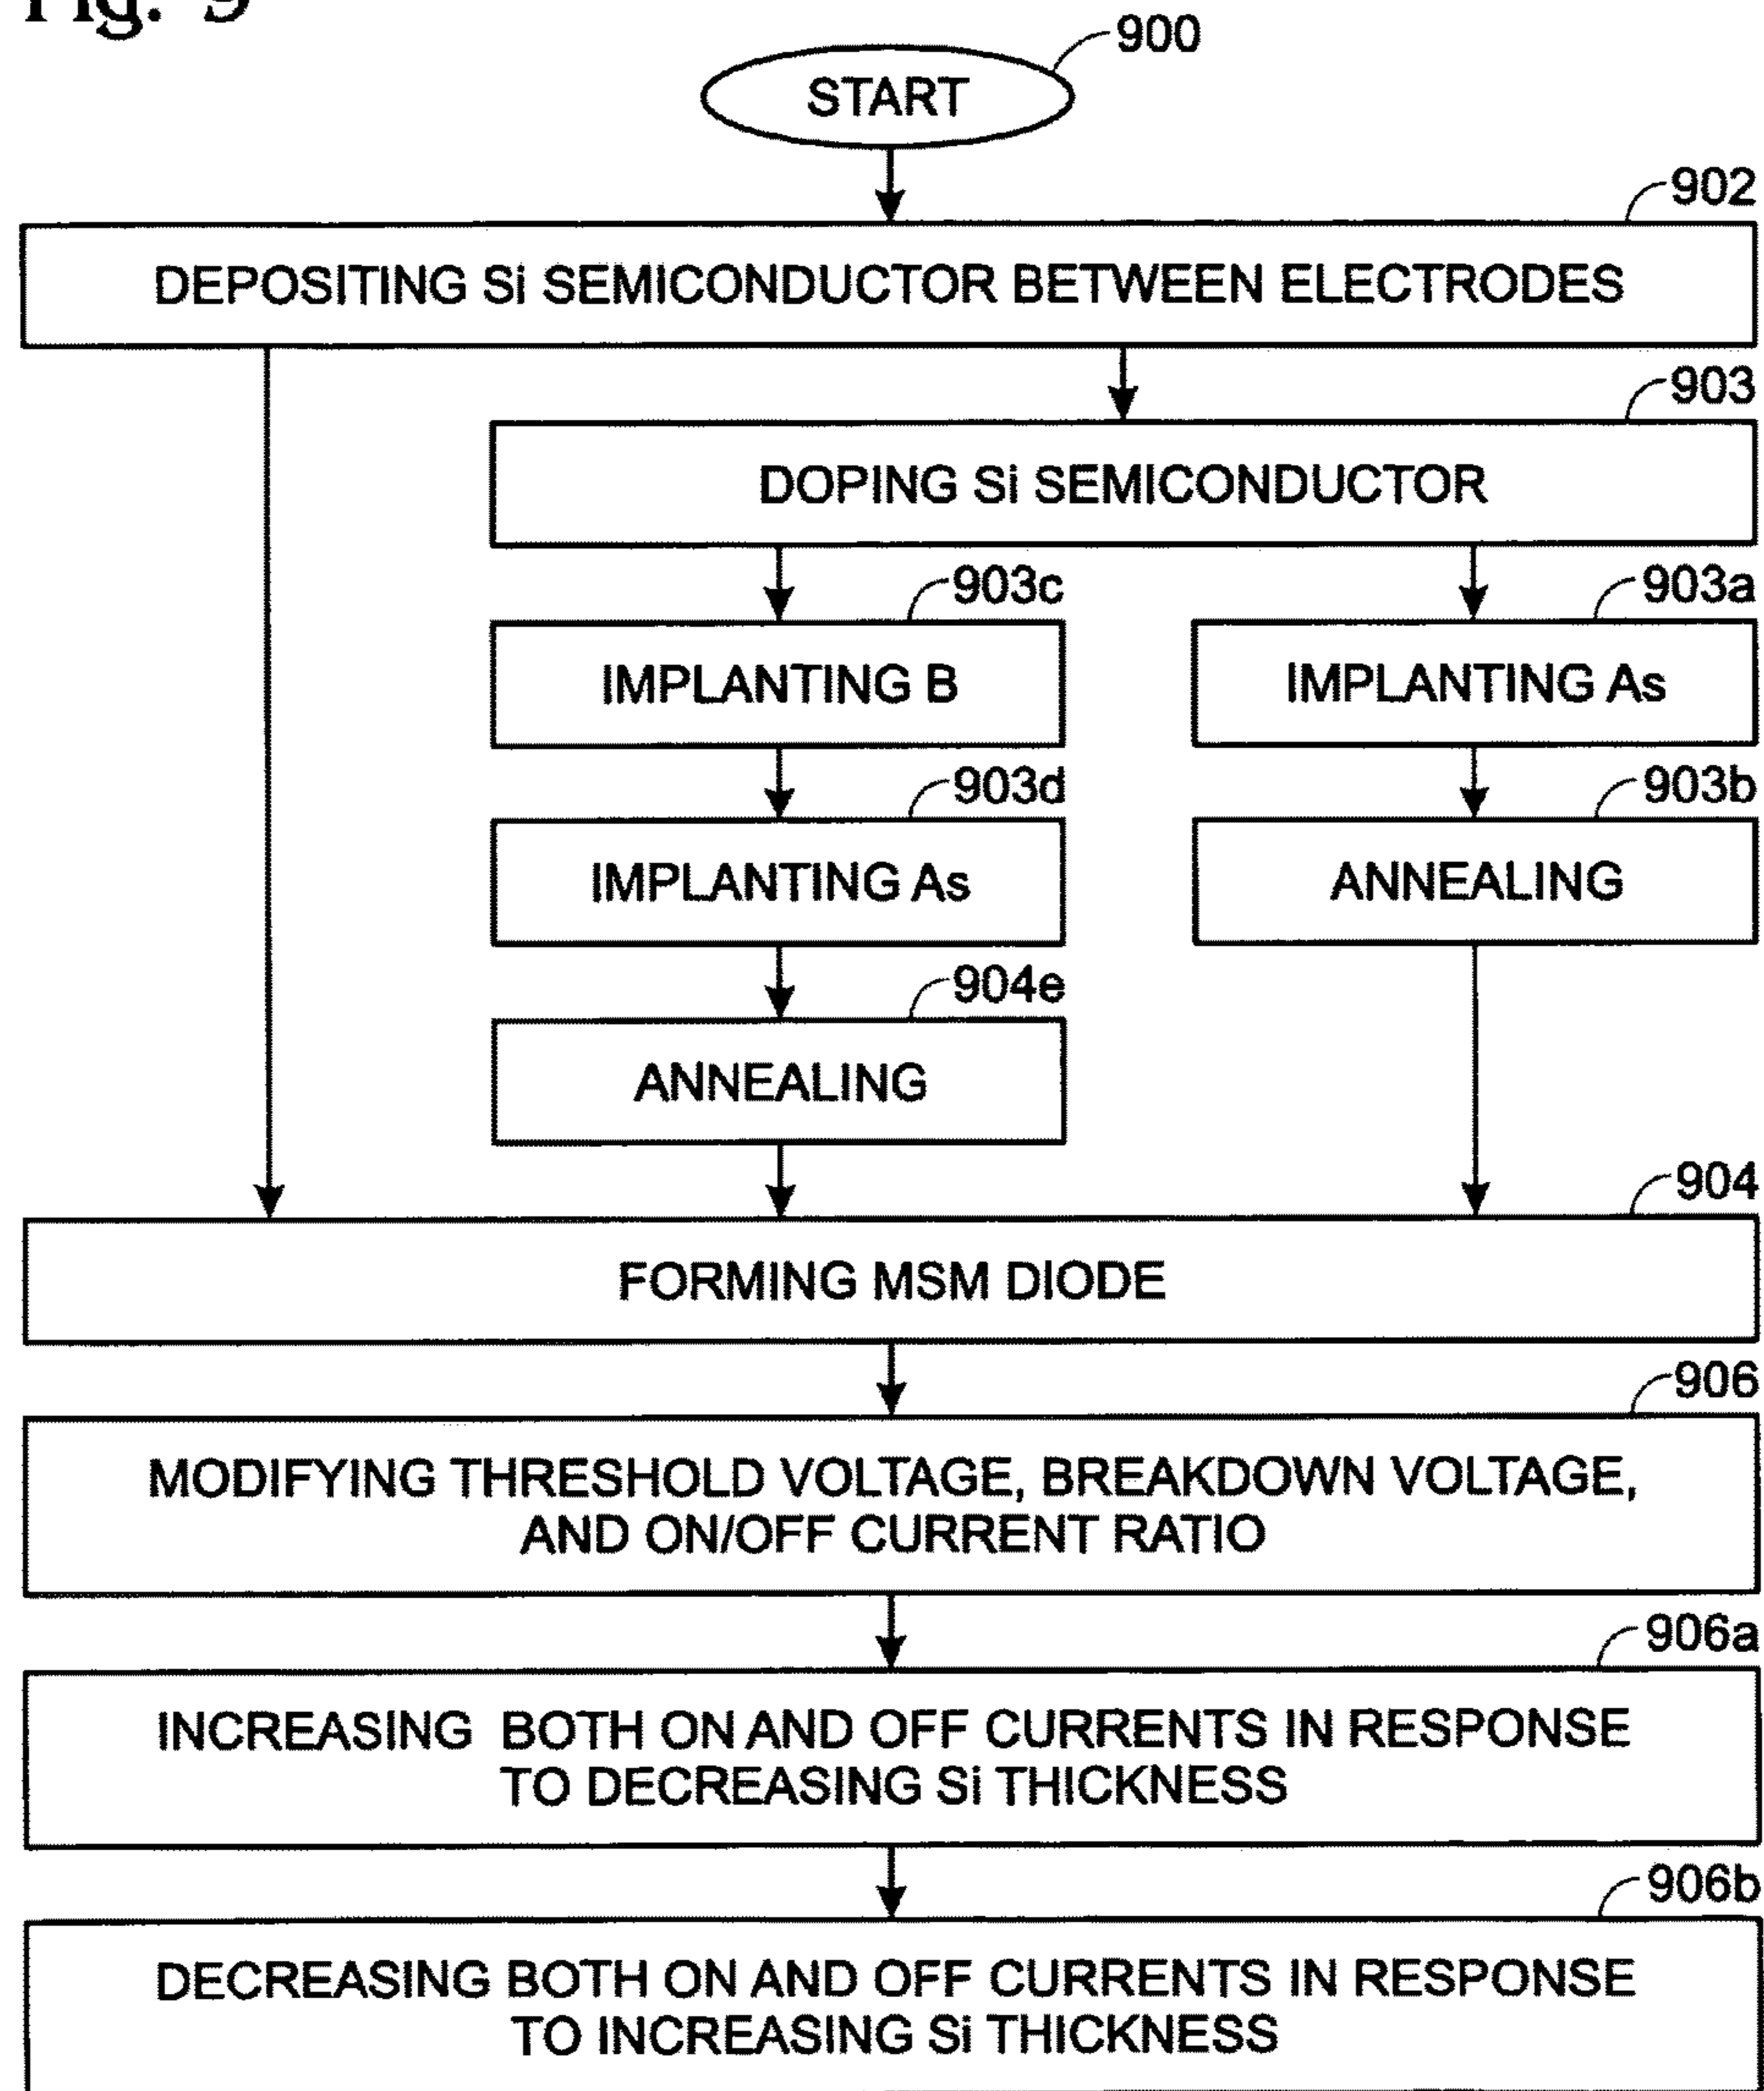 Fig. 9
900
START
902
DEPOSITING Si SEMICONDUCTOR BETWEEN ELECTRODES
903
DOPING Si SEMICONDUCTOR
903c
903a
IMPLANTING B
IMPLANTING As
903d
903b
IMPLANTING As
ANNEALING
904e
ANNEALING
904
FORMING MSM DIODE
906
MODIFYING THRESHOLD VOLTAGE, BREAKDOWN VOLTAGE,
AND ON/OFF CURRENT RATIO
906a
INCREASING BOTH ON AND OFF CURRENTS IN RESPONSE
TO DECREASING Si THICKNESS
906b
DECREASING BOTH ON AND OFF CURRENTS IN RESPONSE
TO INCREASING Si THICKNESS